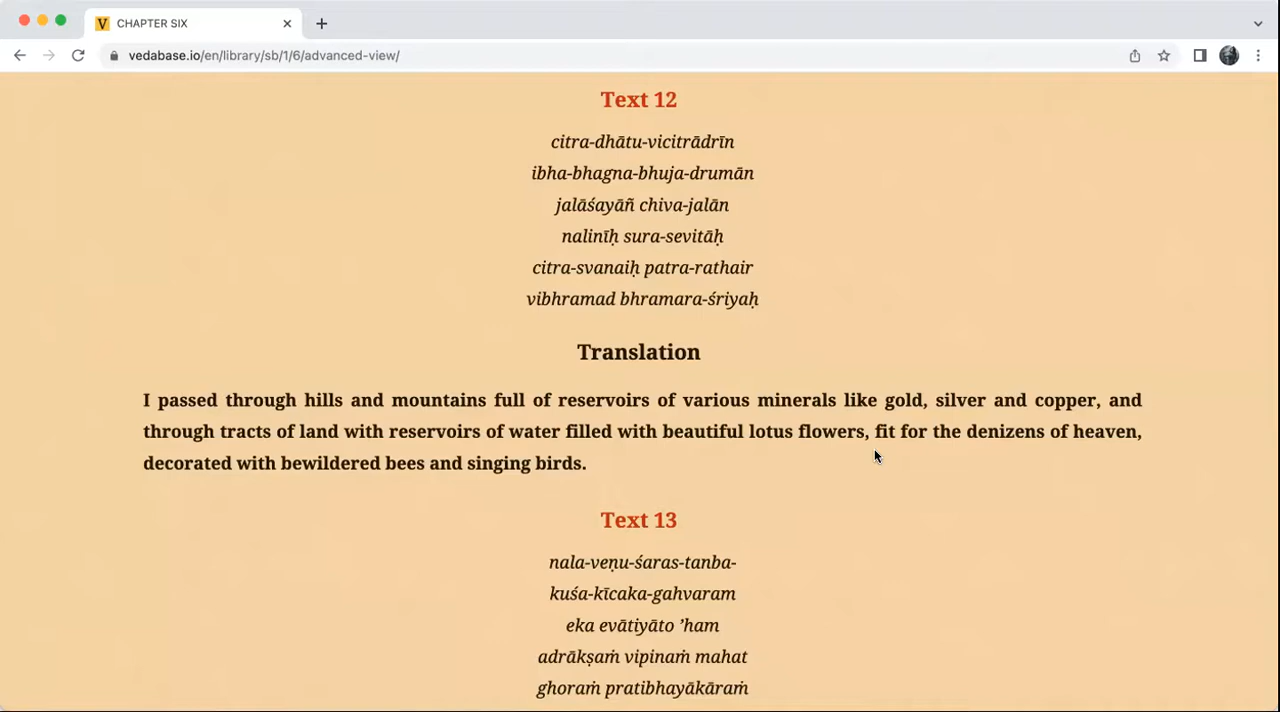 CHAPTER SIX
vedabase.io/en/library/sb/1/6/advanced-view/
Text 12
citra-dhātu-vicitrādrīn
ibha-bhagna-bhuja-drumān
jalāśayāñ chiva-jalān
nalinīḥ sura-sevitāḥ
citra-svanaiḥ patra-rathair
vibhramad bhramara-śriyaḥ
Translation
I passed through hills and mountains full of reservoirs of various minerals like gold, silver and copper, and
through tracts of land with reservoirs of water filled with beautiful lotus flowers, fit for the denizens of heaven,
decorated with bewildered bees and singing birds.
Text 13
nala-veṇu-śaras-tanba-
kuśa-kīcaka-gahvaram
eka evātiyāto ’ham
adrākṣaṁ vipinaṁ mahat
ghoraṁ pratibhayākāraṁ